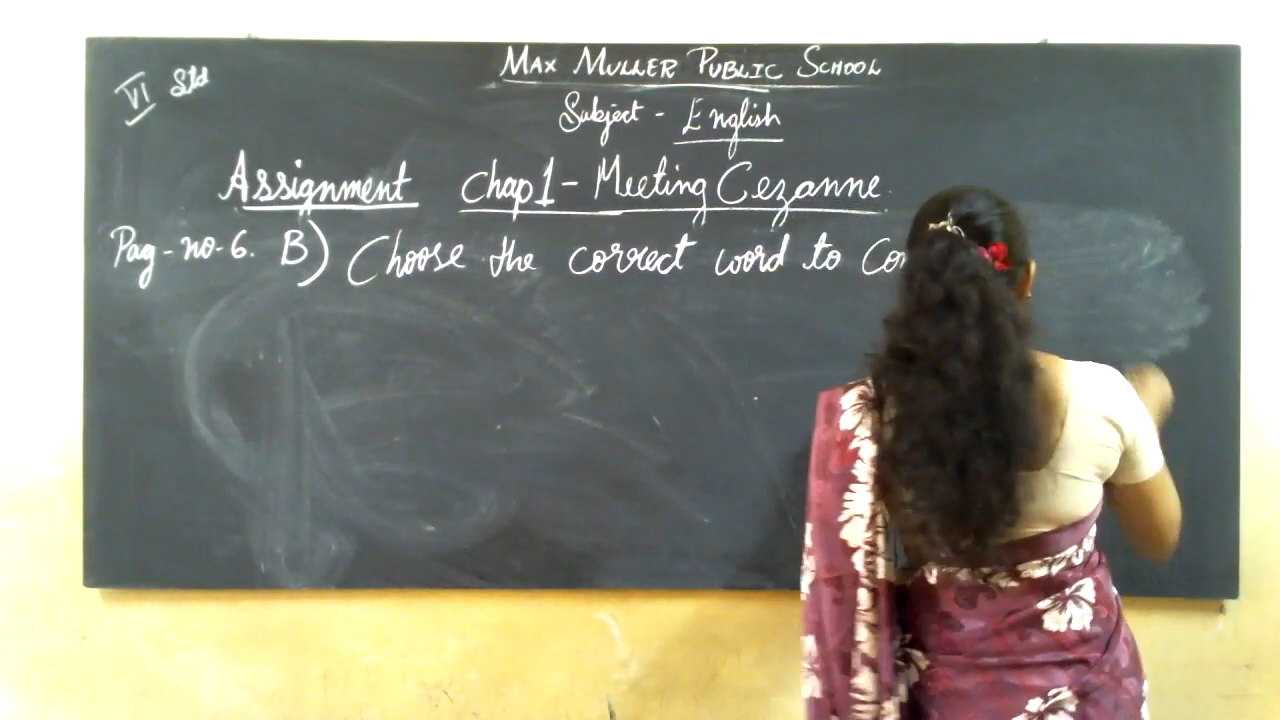 VI Std
MAX MULLER PUBLIC SCHOOL
Subject - English
Assignment Chap 1 - Meeting Cezanne
Pag - no. 6. B) Choose the correct word to